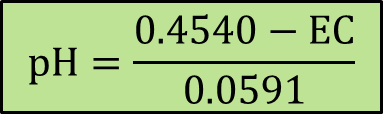 pH = (0.4540 − EC) / 0.0591